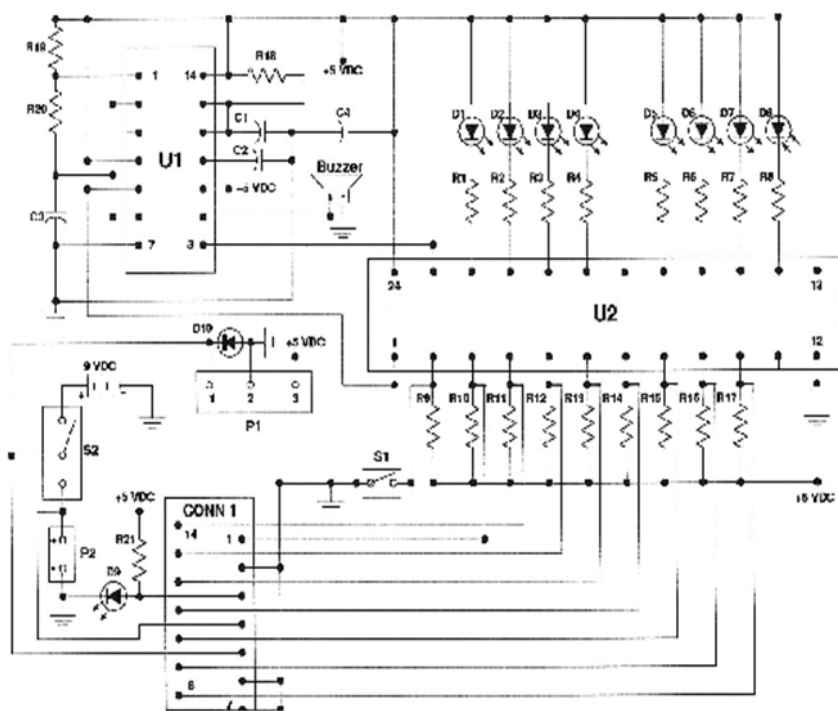 R19
R18
+5 VDC
1
14
R20
D1
D2
D3
D4
D5
D6
D7
D8
C1
C4
U1
C2
Buzzer
R1
R2
R3
R4
R5
R6
R7
R8
+5 VDC
C3
7
8
24
13
U2
D10
+5 VDC
1
12
9 VDC
+
-
1
2
3
R9
R10
R11
R12
R13
R14
R15
R16
R17
P1
S2
S1
+5 VDC
CONN 1
+5 VDC
14
1
R21
P2
D9
8
7